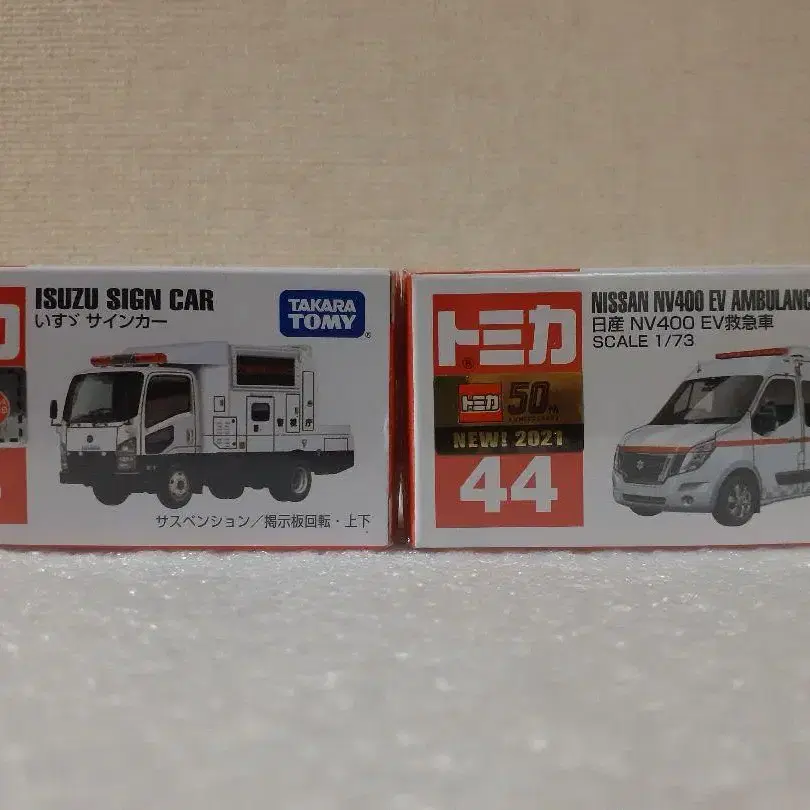 ISUZU SIGN CAR
いすゞ サインカー
TAKARA
TOMY
サスペンション／掲示板回転・上下
トミカ
トミカ 50th
ANNIVERSARY
NEW! 2021
44
NISSAN NV400 EV AMBULANC
日産 NV400 EV救急車
SCALE 1/73